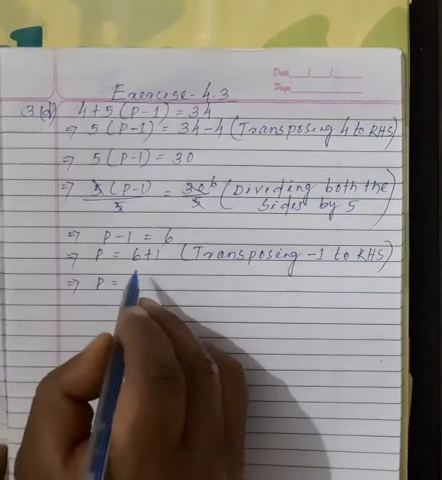 Date
Page
Exercise - 4.3
3(d) 4+5(P-1) = 34
⇒ 5(P-1) = 34-4 (Transposing 4 to RHS)
⇒ 5(P-1) = 30
⇒ 5(P-1)/5 = 30/5 6 (Dividing both the sides by 5)
⇒ P-1 = 6
⇒ P = 6+1 (Transposing -1 to RHS)
⇒ P =